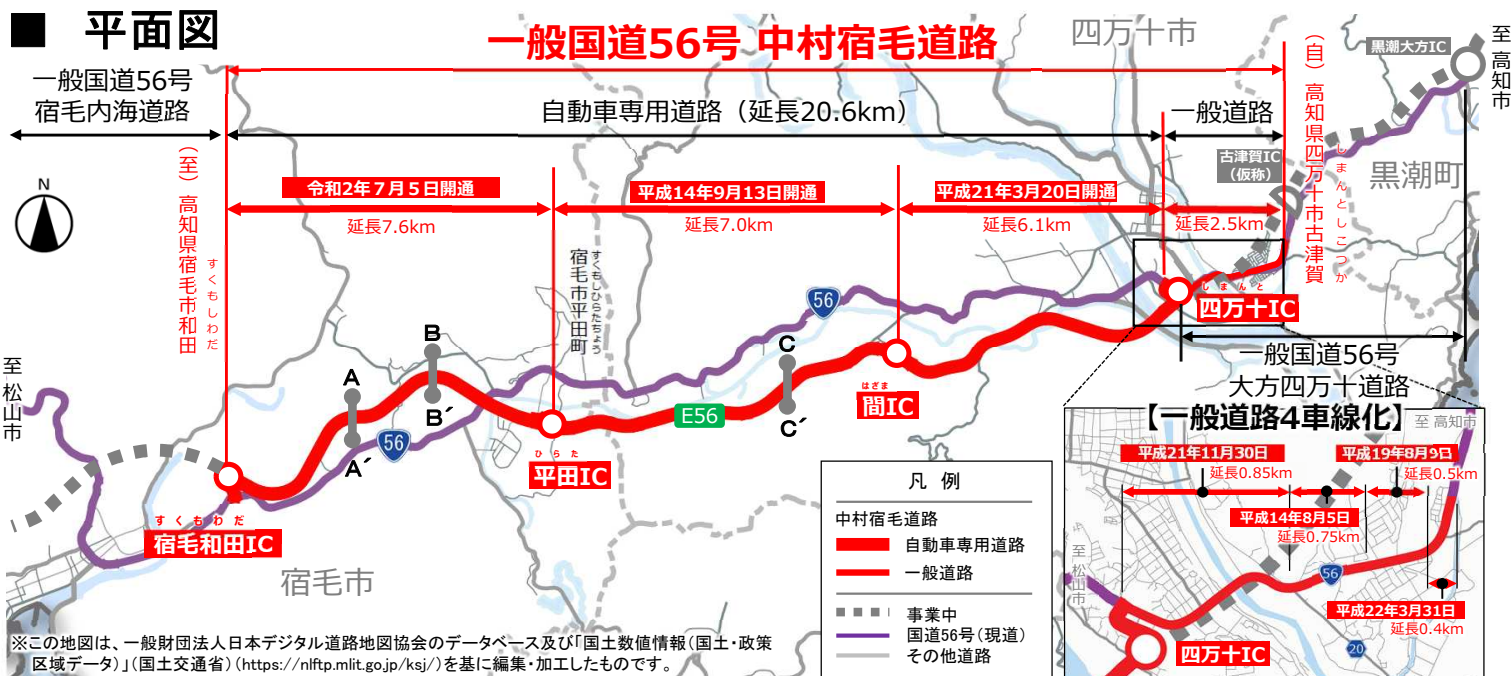 ■ 平面図
一般国道56号 中村宿毛道路
四万十市
黒潮大方IC
至 高知市
一般国道56号
宿毛内海道路
自動車専用道路（延長20.6km）
一般道路
古津賀IC
（仮称）
黒潮町
（自）高知県四万十市古津賀
しまんとしこつか
N
（至）高知県宿毛市和田
すくもしわだ
令和2年7月5日開通
延長7.6km
平成14年9月13日開通
延長7.0km
平成21年3月20日開通
延長6.1km
延長2.5km
宿毛市平田町
すくもしひらたちょう
56
しまんと
四万十IC
一般国道56号
大方四万十道路
至 松山市
A
A´
B
B´
C
C´
56
E56
はざま
間IC
ひらた
平田IC
すくもわだ
宿毛和田IC
宿毛市
凡 例
中村宿毛道路
自動車専用道路
一般道路
事業中
国道56号(現道)
その他道路
【一般道路4車線化】
至 高知市
平成21年11月30日
延長0.85km
平成19年8月9日
延長0.5km
平成14年8月5日
延長0.75km
至 松山市
56
平成22年3月31日
延長0.4km
20
四万十IC
※この地図は、一般財団法人日本デジタル道路地図協会のデータベース及び「国土数値情報(国土・政策
区域データ)」(国土交通省)(https://nlftp.mlit.go.jp/ksj/)を基に編集・加工したものです。